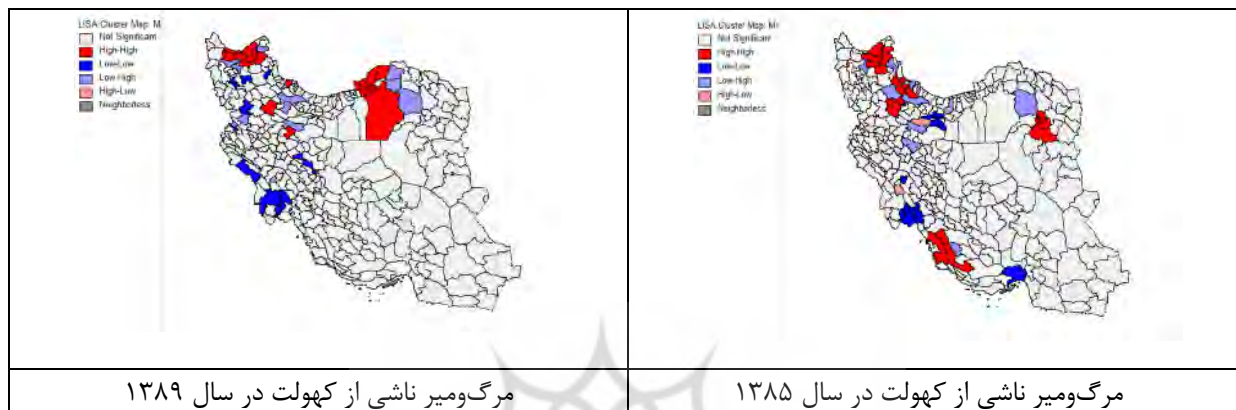 LISA Cluster Map: M
Not Significant
High-High
Low-Low
Low-High
High-Low
Neighborless
LISA Cluster Map: M
Not Significant
High-High
Low-Low
Low-High
High-Low
Neighborless
مرگ‌ومیر ناشی از کهولت در سال ۱۳۸۵
مرگ‌ومیر ناشی از کهولت در سال ۱۳۸۹